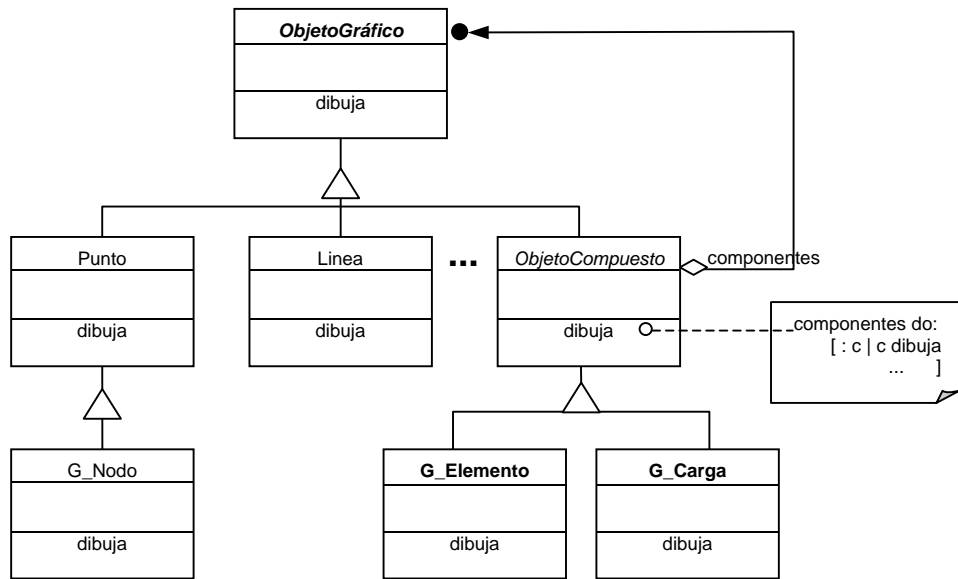 ObjetoGráfico
dibuja
Punto
dibuja
Linea
dibuja
...
ObjetoCompuesto
dibuja
componentes
componentes do:
[ : c | c dibuja
... ]
G_Nodo
dibuja
G_Elemento
dibuja
G_Carga
dibuja